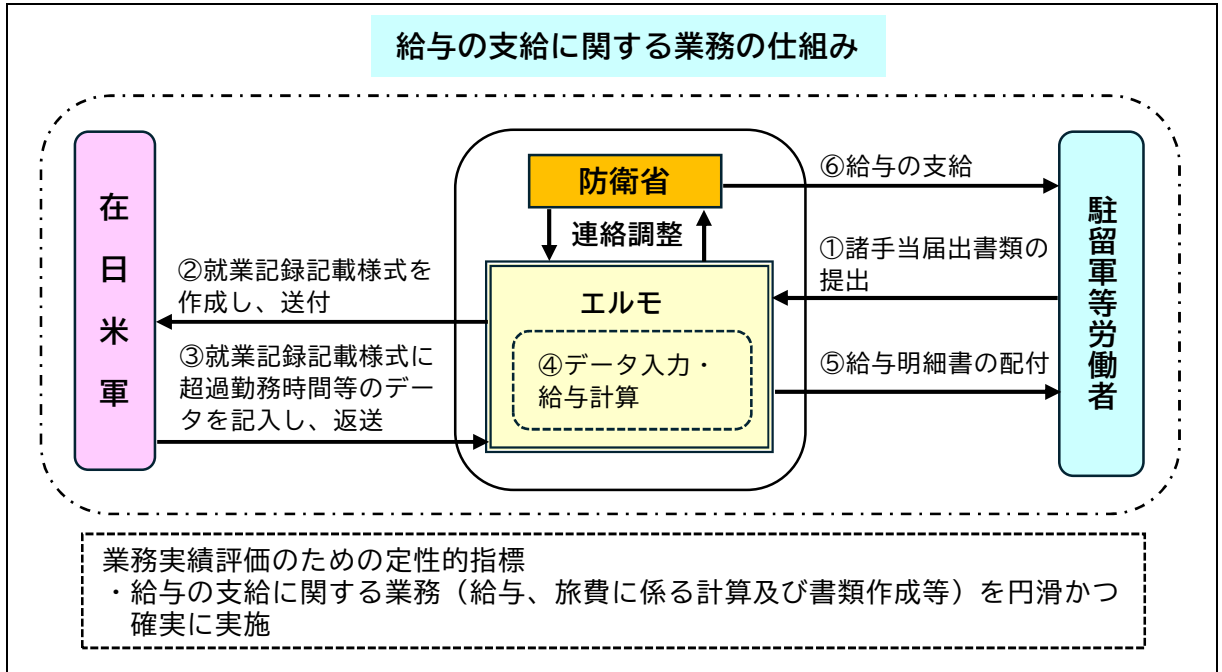 給与の支給に関する業務の仕組み
在日米軍
防衛省
連絡調整
エルモ
④データ入力・
給与計算
②就業記録記載様式を
作成し、送付
③就業記録記載様式に
超過勤務時間等のデー
タを記入し、返送
⑥給与の支給
①諸手当届出書類の
提出
⑤給与明細書の配付
駐留軍等労働者
業務実績評価のための定性的指標
・給与の支給に関する業務（給与、旅費に係る計算及び書類作成等）を円滑かつ
確実に実施